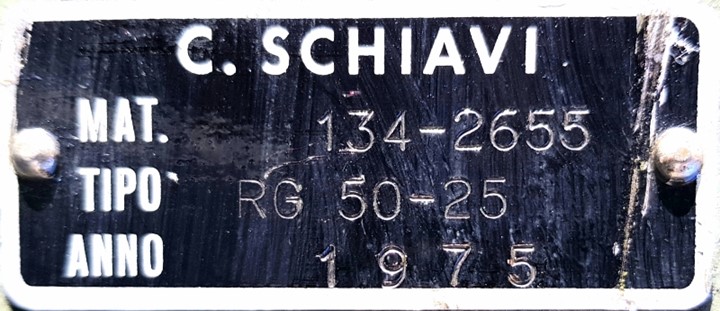 C. SCHIAVI
MAT. 134-2655
TIPO RG 50-25
ANNO 1975